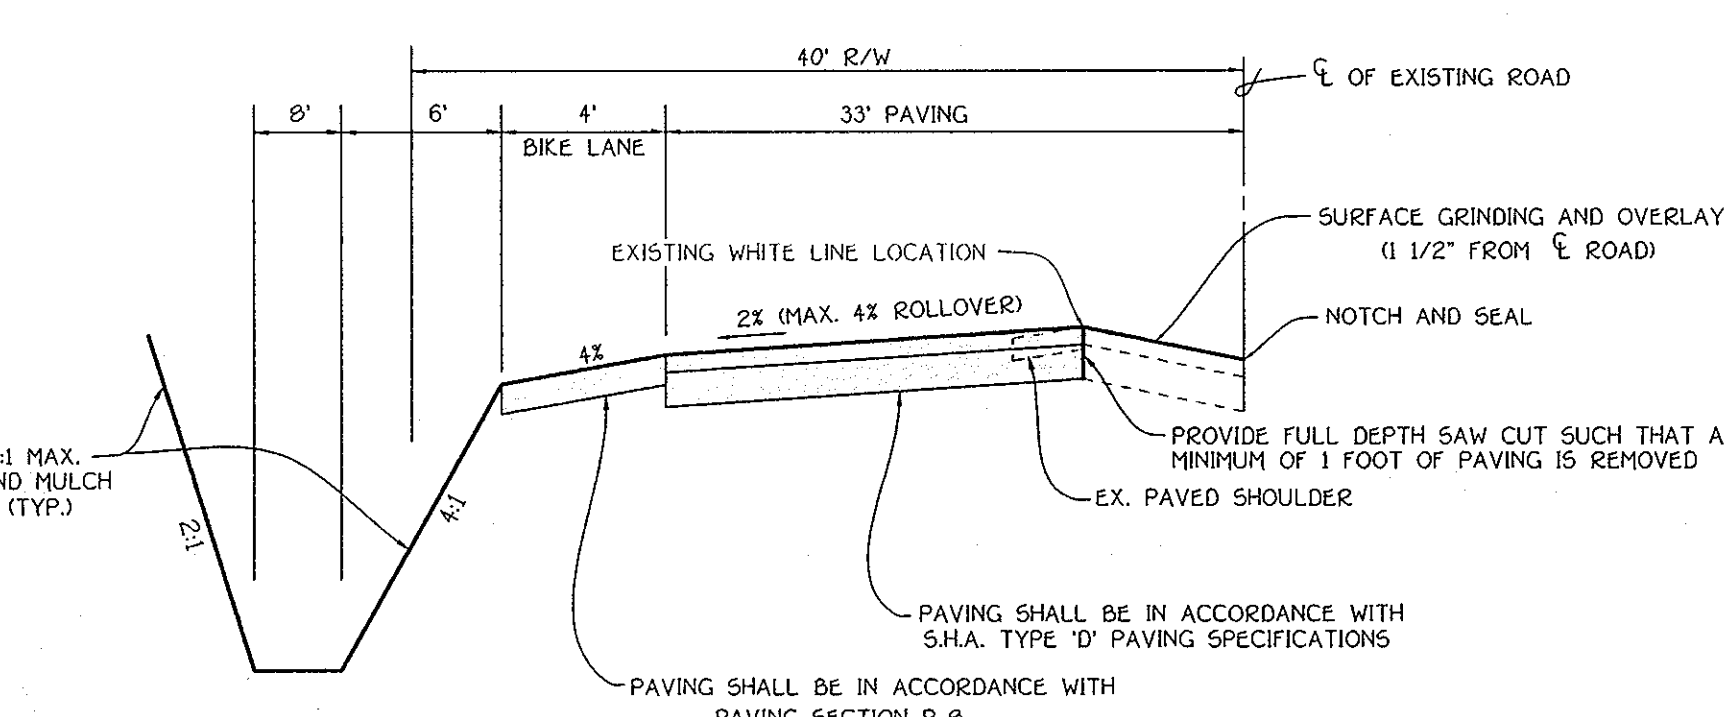 40' R/W
℄ OF EXISTING ROAD
8'
6'
4'
33' PAVING
BIKE LANE
SURFACE GRINDING AND OVERLAY
(1 1/2" FROM ℄ ROAD)
EXISTING WHITE LINE LOCATION
2% (MAX. 4% ROLLOVER)
NOTCH AND SEAL
4%
PROVIDE FULL DEPTH SAW CUT SUCH THAT A
MINIMUM OF 1 FOOT OF PAVING IS REMOVED
:1 MAX.
ND MULCH
(TYP.)
EX. PAVED SHOULDER
2:1
4:1
PAVING SHALL BE IN ACCORDANCE WITH
S.H.A. TYPE 'D' PAVING SPECIFICATIONS
PAVING SHALL BE IN ACCORDANCE WITH
PAVING SECTION